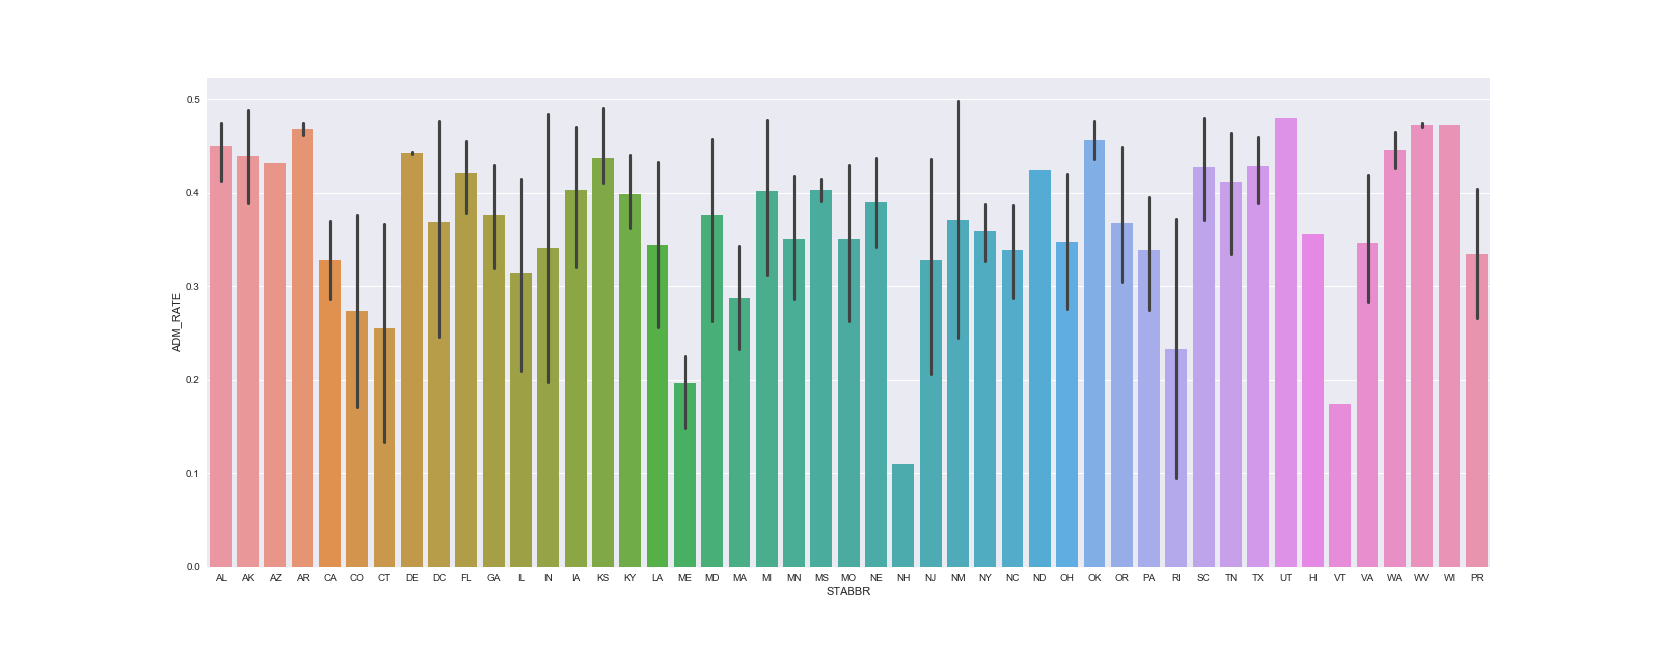 0.5
0.4
0.3
0.2
0.1
0.0
ADM_RATE
AL AK AZ AR CA CO CT DE DC FL GA IL IN IA KS KY LA ME MD MA MI MN MS MO NE NH NJ NM NY NC ND OH OK OR PA RI SC TN TX UT HI VT VA WA WV WI PR
STABBR